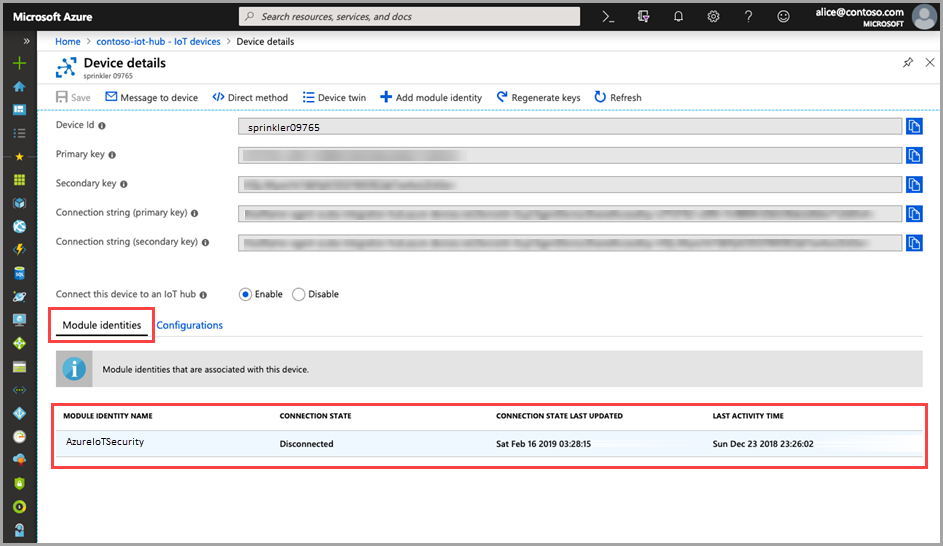 Microsoft Azure
Search resources, services, and docs
alice@contoso.com
MICROSOFT
Home > contoso-iot-hub - IoT devices > Device details
Device details
sprinkler 09765
Save Message to device Direct method Device twin Add module identity Regenerate keys Refresh
Device Id
sprinkler09765
Primary key
Secondary key
Connection string (primary key)
Connection string (secondary key)
Connect this device to an IoT hub Enable Disable
Module identities Configurations
Module identities that are associated with this device.
MODULE IDENTITY NAME CONNECTION STATE CONNECTION STATE LAST UPDATED LAST ACTIVITY TIME
AzureIoTSecurity Disconnected Sat Feb 16 2019 03:28:15 Sun Dec 23 2018 23:26:02